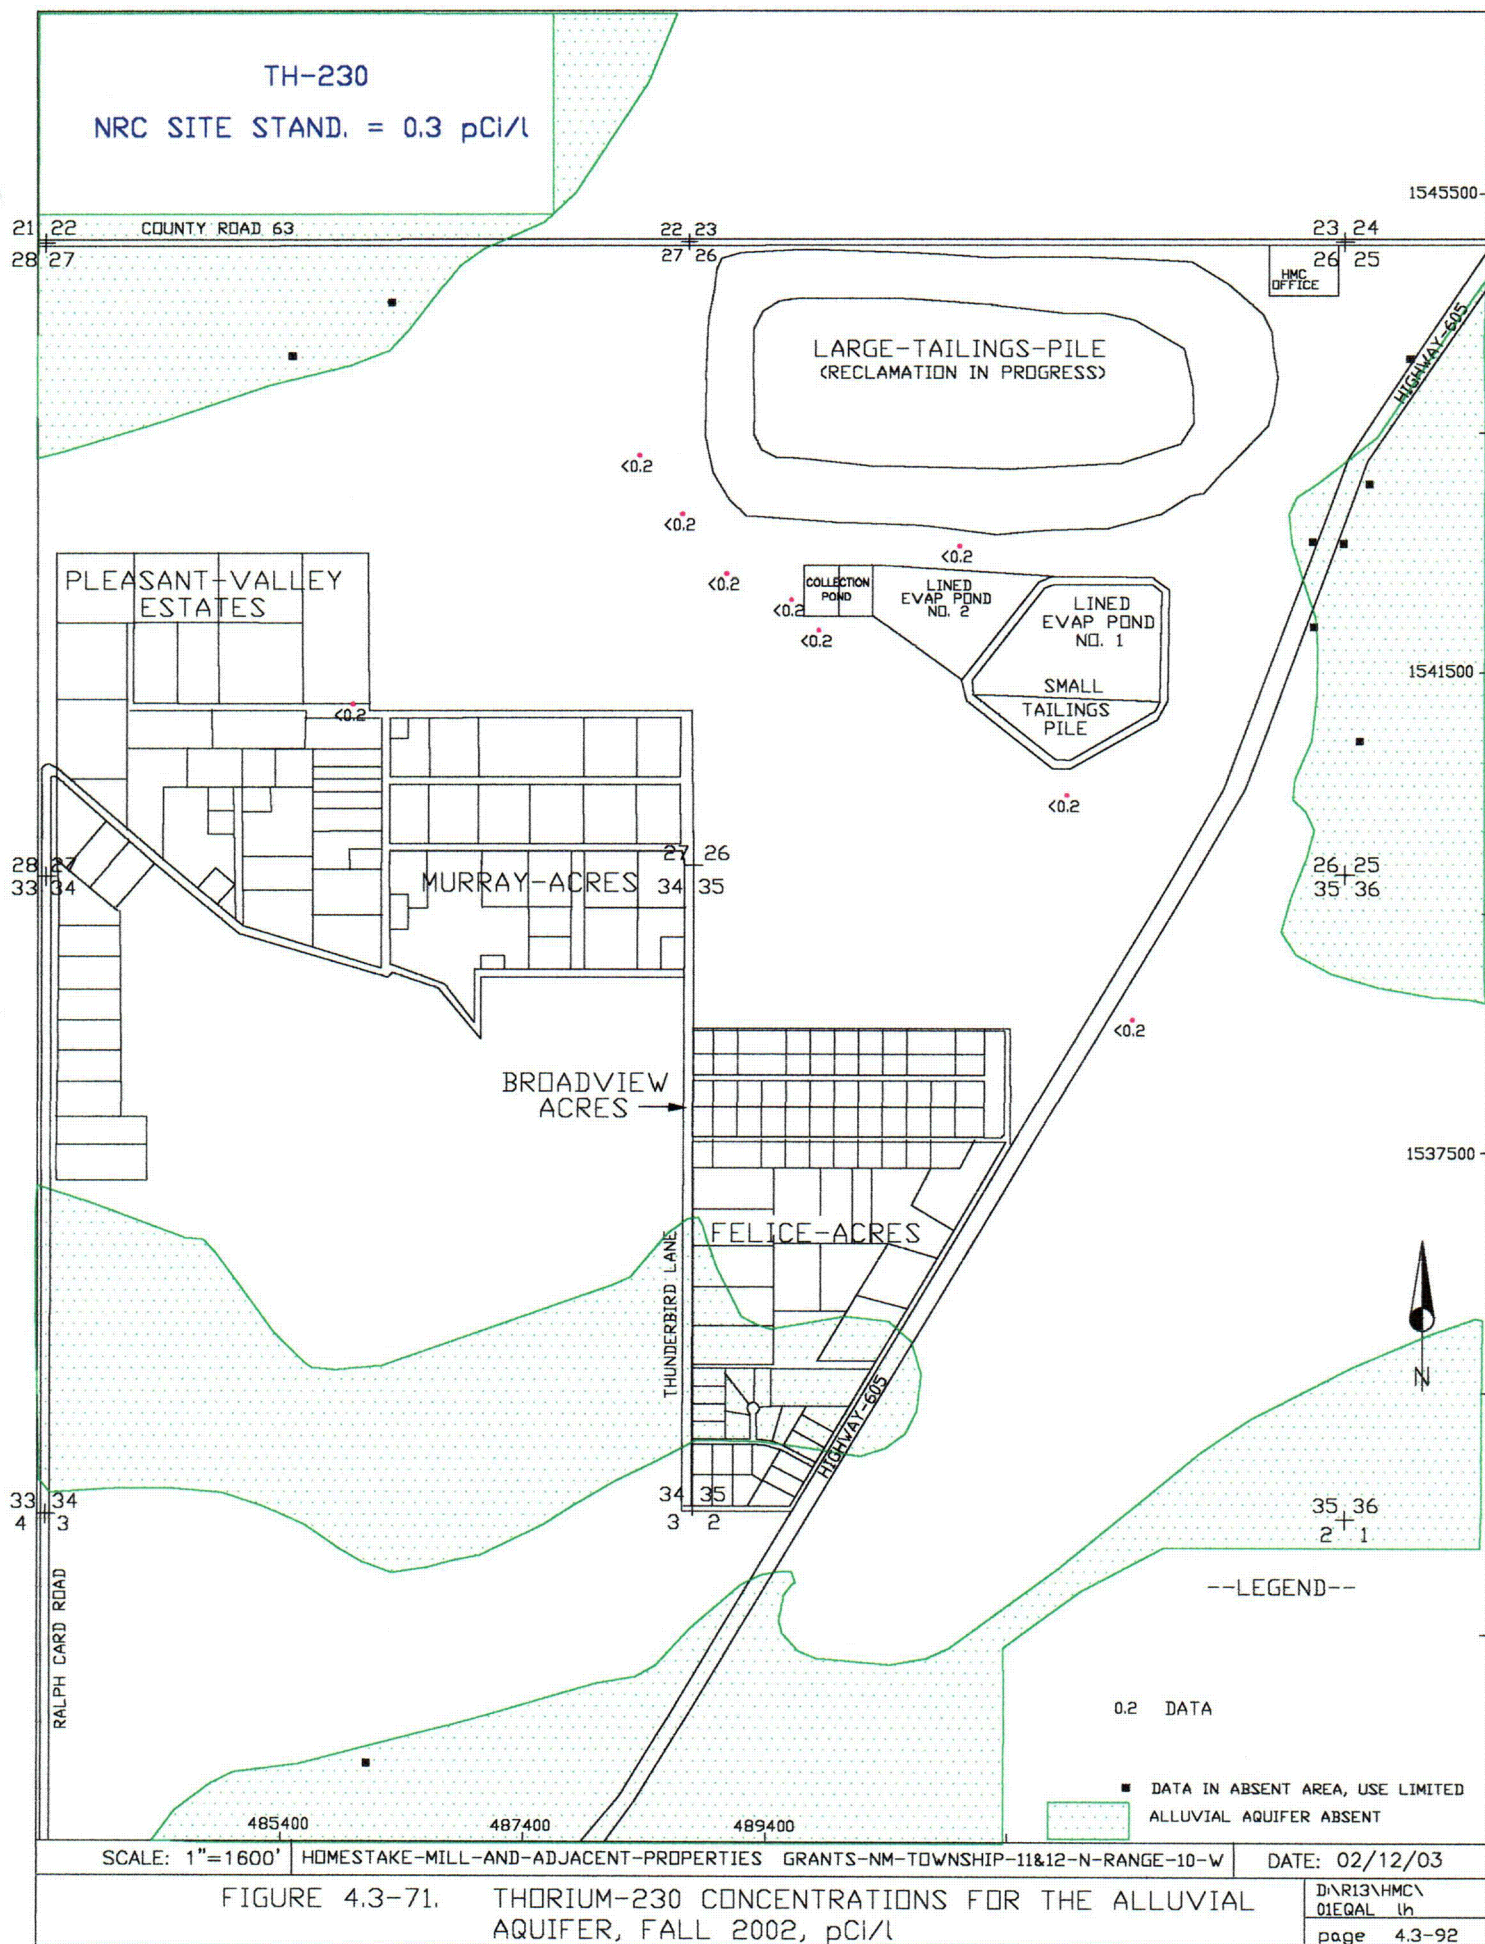 TH-230
NRC SITE STAND. = 0.3 pCi/l
1545500
21 22
COUNTY ROAD 63
22 23
23 24
28 27
27 26
26 25
HMC
OFFICE
HIGHWAY-605
LARGE-TAILINGS-PILE
(RECLAMATION IN PROGRESS)
<0.2
<0.2
<0.2
<0.2
<0.2
<0.2
COLLECTION
POND
LINED
EVAP POND
NO. 2
LINED
EVAP POND
NO. 1
PLEASANT-VALLEY
ESTATES
1541500
SMALL
TAILINGS
PILE
<0.2
<0.2
28 27
33 34
27 26
34 35
26 25
35 36
MURRAY-ACRES
<0.2
BROADVIEW
ACRES
1537500
FELICE-ACRES
THUNDERBIRD LANE
HIGHWAY-605
N
33 34
4 3
34 35
3 2
35 36
2 1
RALPH CARD ROAD
--LEGEND--
0.2 DATA
DATA IN ABSENT AREA, USE LIMITED
ALLUVIAL AQUIFER ABSENT
485400
487400
489400
SCALE: 1"=1600'
HOMESTAKE-MILL-AND-ADJACENT-PROPERTIES GRANTS-NM-TOWNSHIP-11&12-N-RANGE-10-W
DATE: 02/12/03
FIGURE 4.3-71. THORIUM-230 CONCENTRATIONS FOR THE ALLUVIAL
AQUIFER, FALL 2002, pCi/l
D:\R13\HMC\
01EQAL lh
page 4.3-92